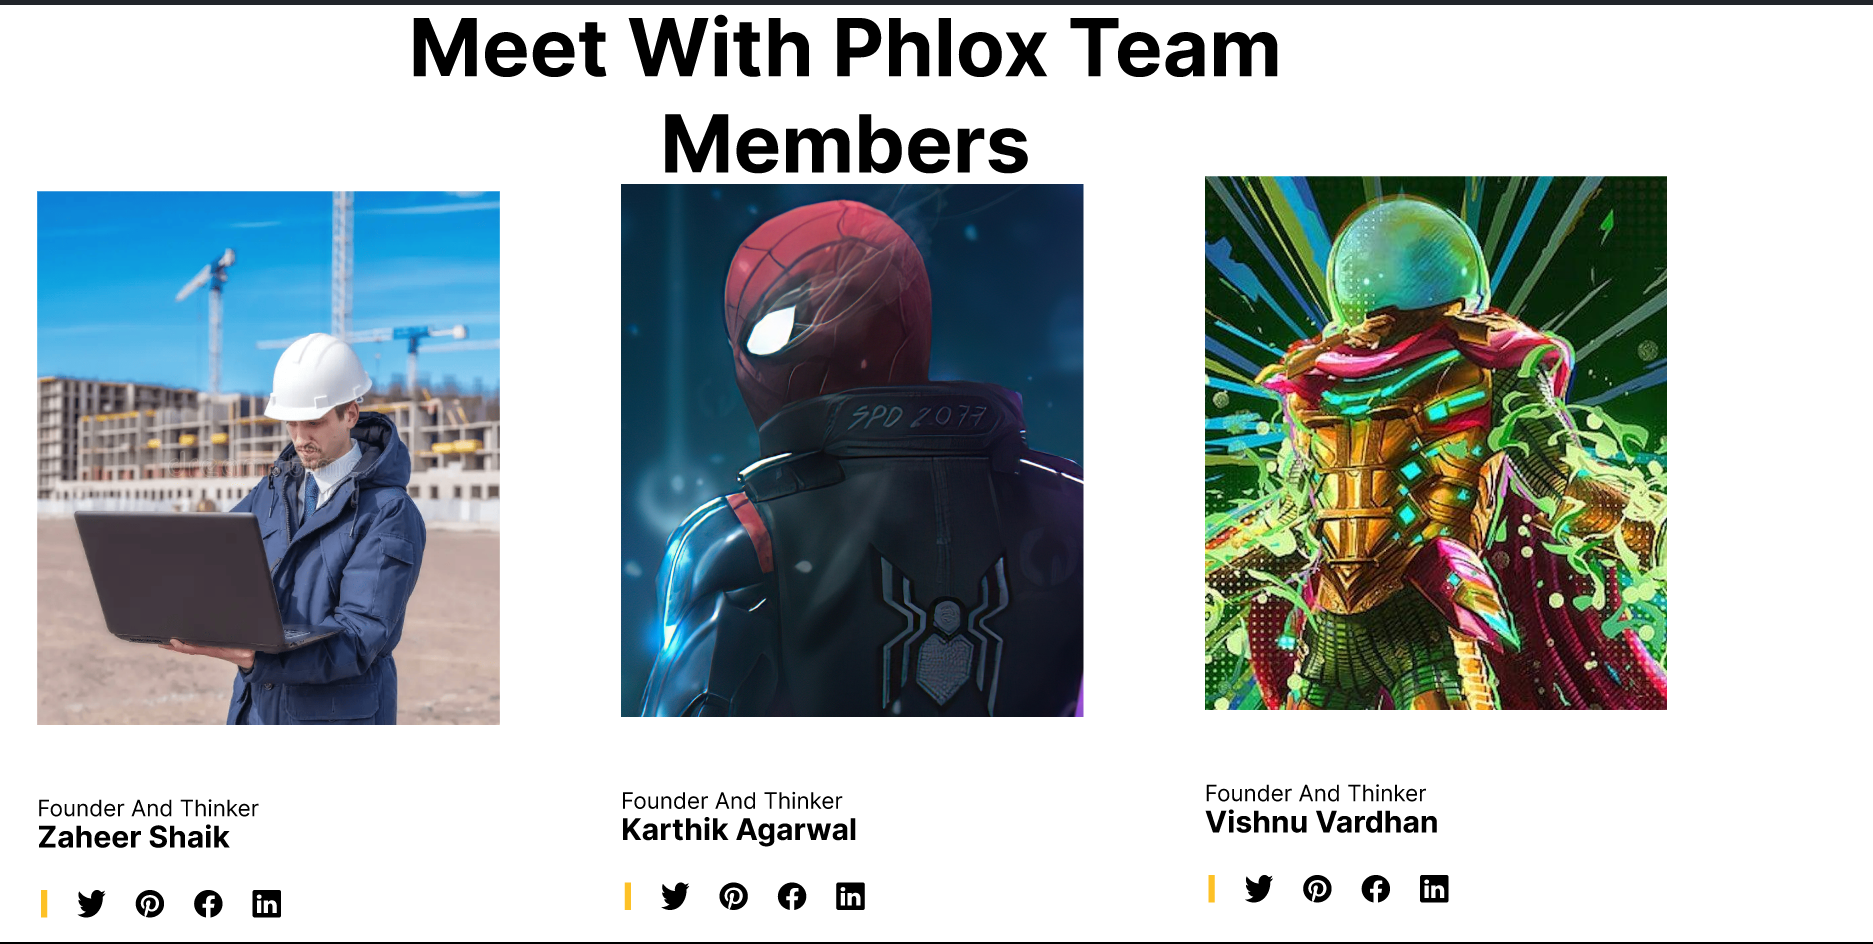 Meet With Phlox Team
Members
SPD 2077
Founder And Thinker
Zaheer Shaik
Founder And Thinker
Karthik Agarwal
Founder And Thinker
Vishnu Vardhan